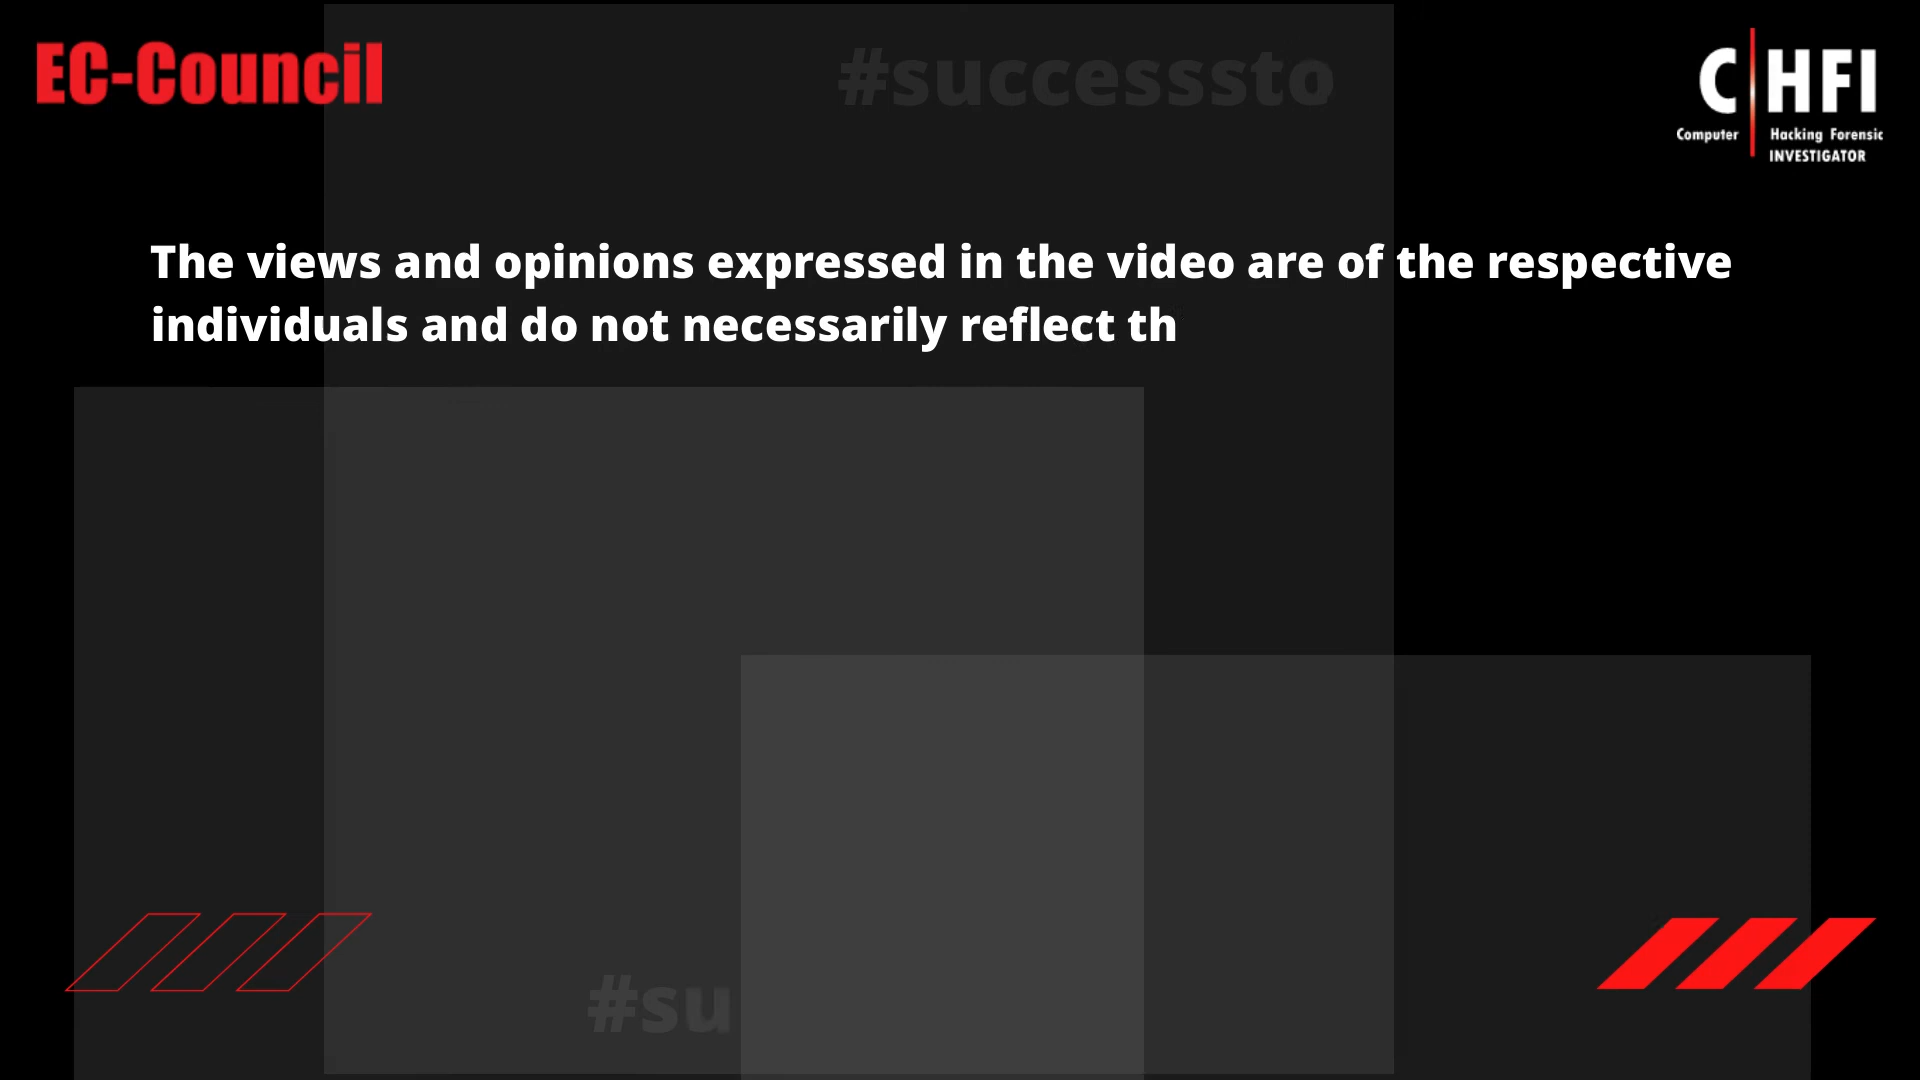 EC-Council
#successsto
C HFI
Computer Hacking Forensic
INVESTIGATOR
The views and opinions expressed in the video are of the respective
individuals and do not necessarily reflect th
#su